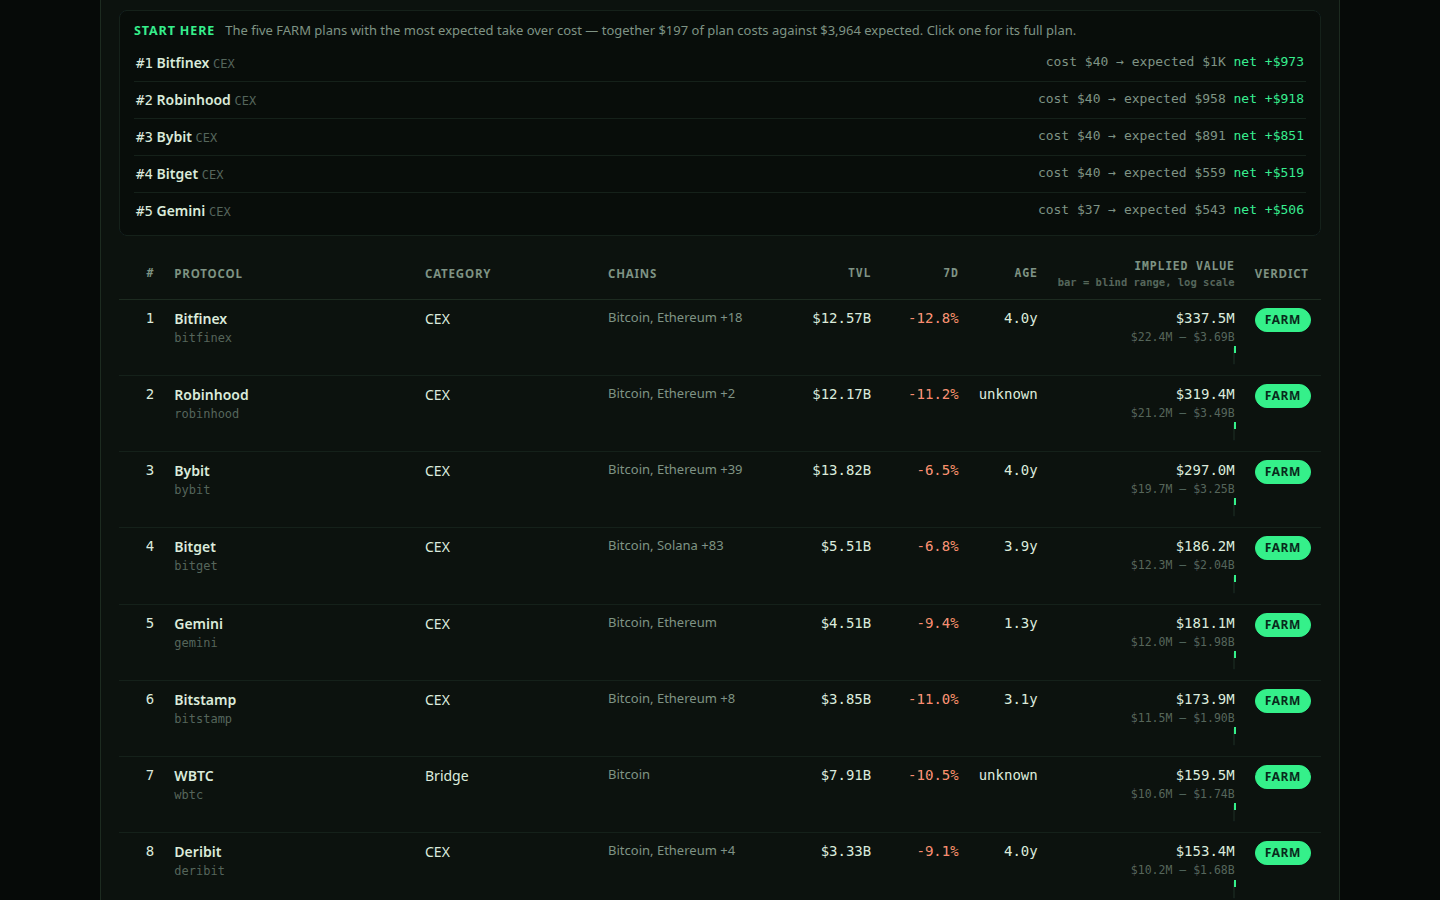 START HERE The five FARM plans with the most expected take over cost — together $197 of plan costs against $3,964 expected. Click one for its full plan.
#1 Bitfinex CEX cost $40 → expected $1K net +$973
#2 Robinhood CEX cost $40 → expected $958 net +$918
#3 Bybit CEX cost $40 → expected $891 net +$851
#4 Bitget CEX cost $40 → expected $559 net +$519
#5 Gemini CEX cost $37 → expected $543 net +$506
# PROTOCOL CATEGORY CHAINS TVL 7D AGE IMPLIED VALUE VERDICT
bar = blind range, log scale
1 Bitfinex CEX Bitcoin, Ethereum +18 $12.57B -12.8% 4.0y $337.5M FARM
bitfinex $22.4M — $3.69B
2 Robinhood CEX Bitcoin, Ethereum +2 $12.17B -11.2% unknown $319.4M FARM
robinhood $21.2M — $3.49B
3 Bybit CEX Bitcoin, Ethereum +39 $13.82B -6.5% 4.0y $297.0M FARM
bybit $19.7M — $3.25B
4 Bitget CEX Bitcoin, Solana +83 $5.51B -6.8% 3.9y $186.2M FARM
bitget $12.3M — $2.04B
5 Gemini CEX Bitcoin, Ethereum $4.51B -9.4% 1.3y $181.1M FARM
gemini $12.0M — $1.98B
6 Bitstamp CEX Bitcoin, Ethereum +8 $3.85B -11.0% 3.1y $173.9M FARM
bitstamp $11.5M — $1.90B
7 WBTC Bridge Bitcoin $7.91B -10.5% unknown $159.5M FARM
wbtc $10.6M — $1.74B
8 Deribit CEX Bitcoin, Ethereum +4 $3.33B -9.1% 4.0y $153.4M FARM
deribit $10.2M — $1.68B